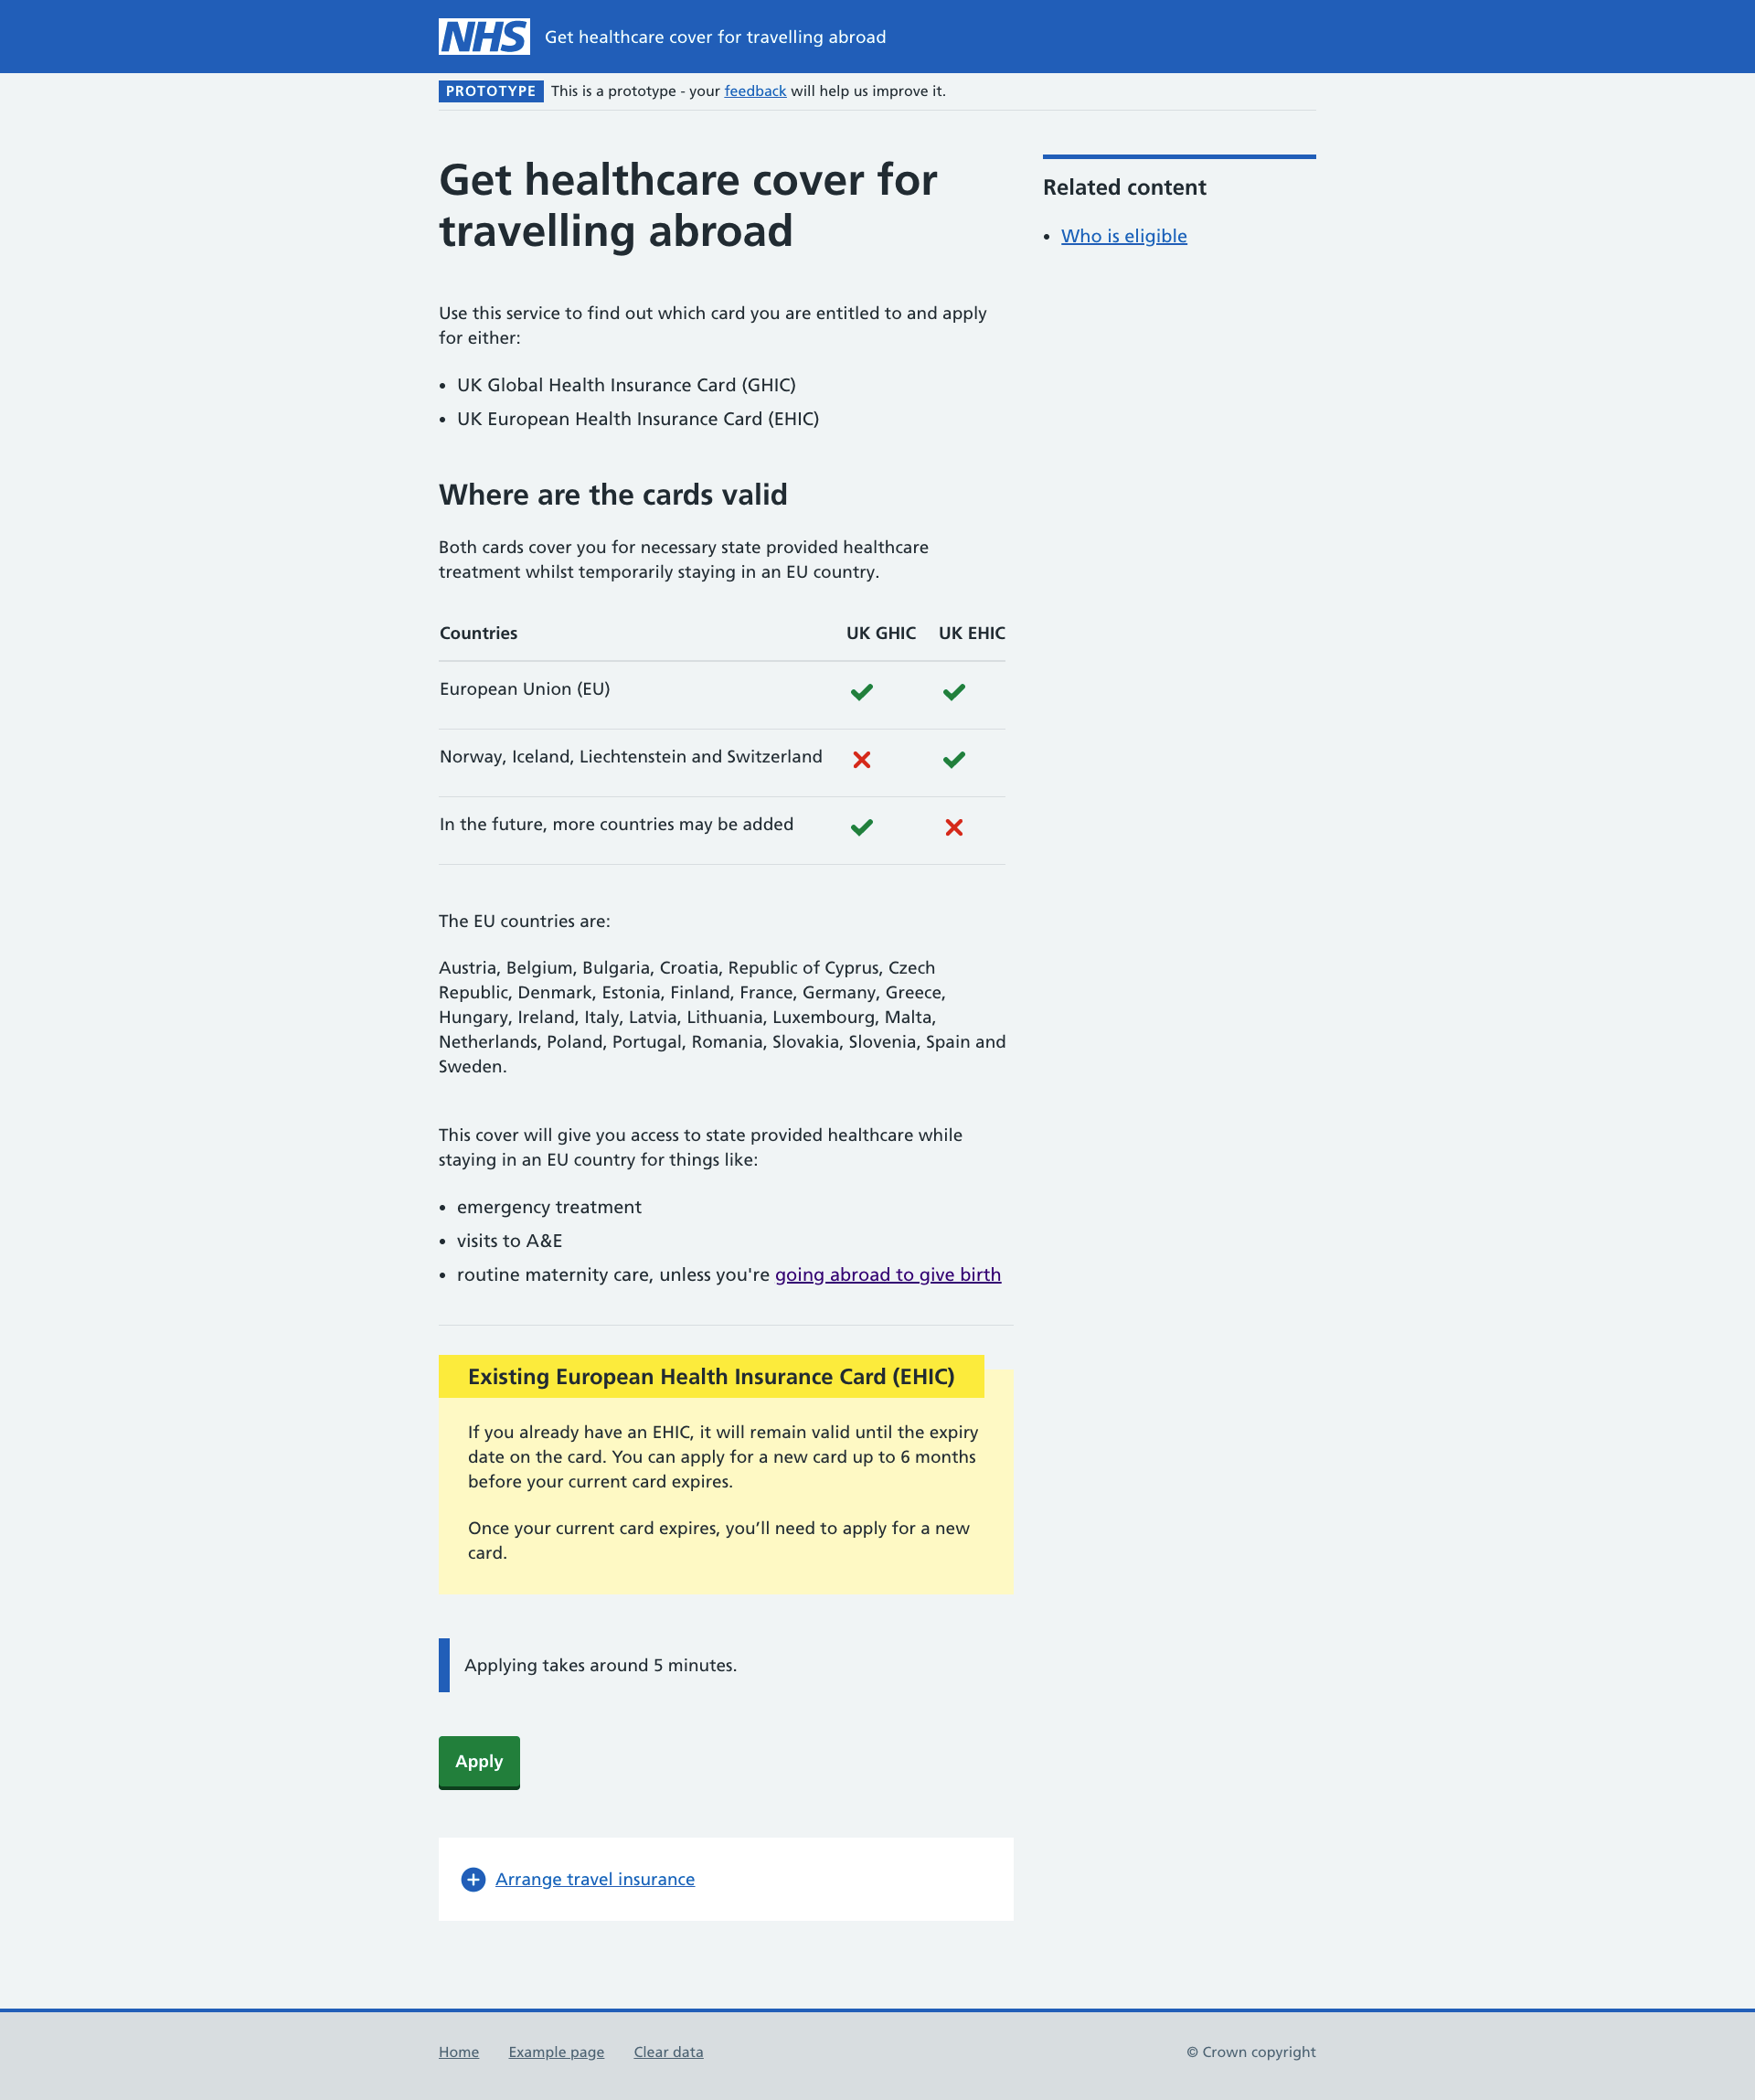 NHS Get healthcare cover for travelling abroad
PROTOTYPE This is a prototype - your feedback will help us improve it.
Get healthcare cover for
travelling abroad
Related content
• Who is eligible
Use this service to find out which card you are entitled to and apply
for either:
• UK Global Health Insurance Card (GHIC)
• UK European Health Insurance Card (EHIC)
Where are the cards valid
Both cards cover you for necessary state provided healthcare
treatment whilst temporarily staying in an EU country.
Countries UK GHIC UK EHIC
European Union (EU)
Norway, Iceland, Liechtenstein and Switzerland
In the future, more countries may be added
The EU countries are:
Austria, Belgium, Bulgaria, Croatia, Republic of Cyprus, Czech
Republic, Denmark, Estonia, Finland, France, Germany, Greece,
Hungary, Ireland, Italy, Latvia, Lithuania, Luxembourg, Malta,
Netherlands, Poland, Portugal, Romania, Slovakia, Slovenia, Spain and
Sweden.
This cover will give you access to state provided healthcare while
staying in an EU country for things like:
• emergency treatment
• visits to A&E
• routine maternity care, unless you're going abroad to give birth
Existing European Health Insurance Card (EHIC)
If you already have an EHIC, it will remain valid until the expiry
date on the card. You can apply for a new card up to 6 months
before your current card expires.
Once your current card expires, you’ll need to apply for a new
card.
Applying takes around 5 minutes.
Apply
Arrange travel insurance
Home Example page Clear data © Crown copyright